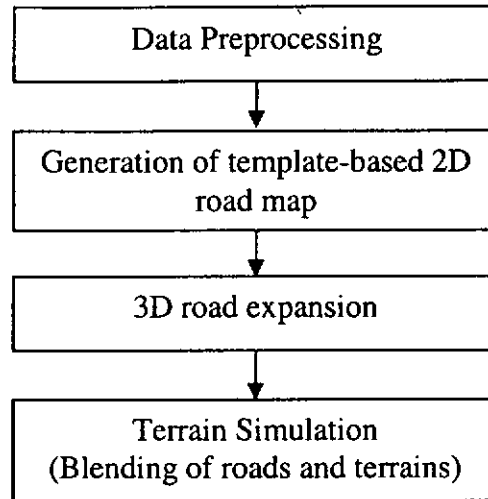 Data Preprocessing
Generation of template-based 2D
road map
3D road expansion
Terrain Simulation
(Blending of roads and terrains)